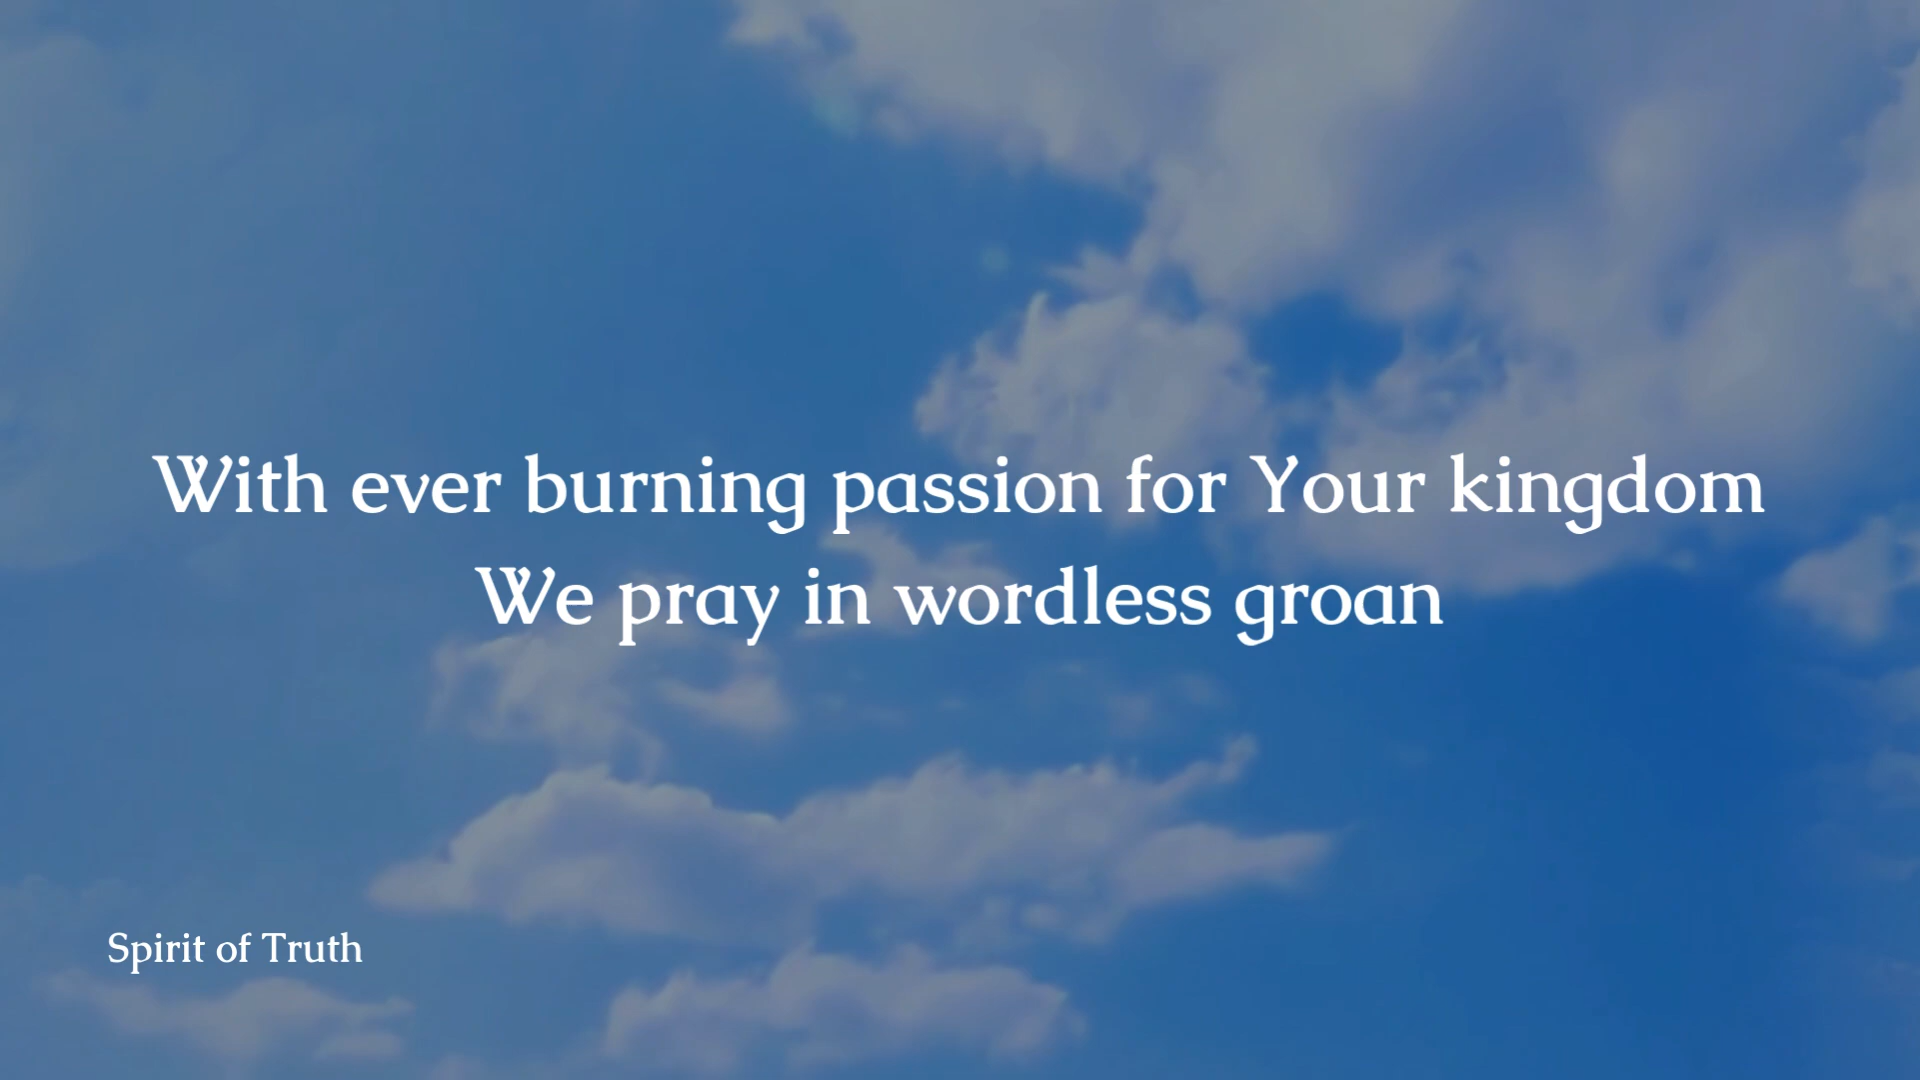 With ever burning passion for Your kingdom
We pray in wordless groan
Spirit of Truth